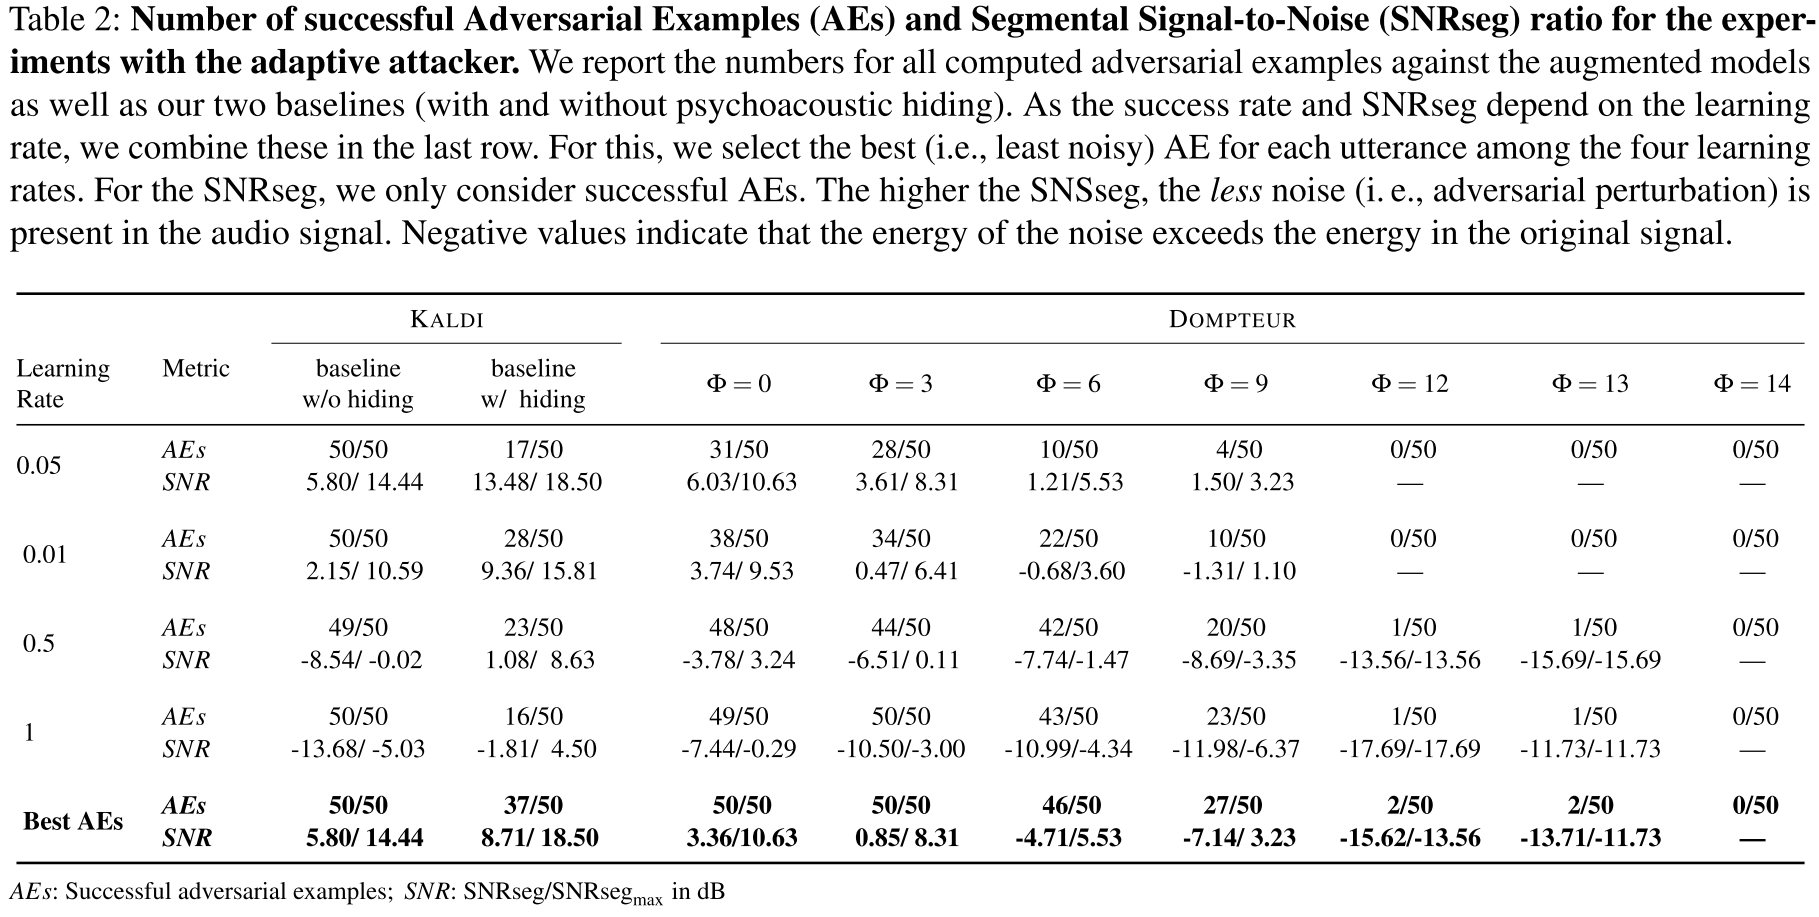 Table 2: Number of successful Adversarial Examples (AEs) and Segmental Signal-to-Noise (SNRseg) ratio for the exper-
iments with the adaptive attacker. We report the numbers for all computed adversarial examples against the augmented models
as well as our two baselines (with and without psychoacoustic hiding). As the success rate and SNRseg depend on the learning
rate, we combine these in the last row. For this, we select the best (i.e., least noisy) AE for each utterance among the four learning
rates. For the SNRseg, we only consider successful AEs. The higher the SNSseg, the less noise (i. e., adversarial perturbation) is
present in the audio signal. Negative values indicate that the energy of the noise exceeds the energy in the original signal.
KALDI DOMPTEUR
Learning Rate Metric baseline w/o hiding baseline w/ hiding Φ = 0 Φ = 3 Φ = 6 Φ = 9 Φ = 12 Φ = 13 Φ = 14
0.05 AEs 50/50 17/50 31/50 28/50 10/50 4/50 0/50 0/50 0/50
SNR 5.80/ 14.44 13.48/ 18.50 6.03/10.63 3.61/ 8.31 1.21/5.53 1.50/ 3.23 — — —
0.01 AEs 50/50 28/50 38/50 34/50 22/50 10/50 0/50 0/50 0/50
SNR 2.15/ 10.59 9.36/ 15.81 3.74/ 9.53 0.47/ 6.41 -0.68/3.60 -1.31/ 1.10 — — —
0.5 AEs 49/50 23/50 48/50 44/50 42/50 20/50 1/50 1/50 0/50
SNR -8.54/ -0.02 1.08/ 8.63 -3.78/ 3.24 -6.51/ 0.11 -7.74/-1.47 -8.69/-3.35 -13.56/-13.56 -15.69/-15.69 —
1 AEs 50/50 16/50 49/50 50/50 43/50 23/50 1/50 1/50 0/50
SNR -13.68/ -5.03 -1.81/ 4.50 -7.44/-0.29 -10.50/-3.00 -10.99/-4.34 -11.98/-6.37 -17.69/-17.69 -11.73/-11.73 —
Best AEs AEs 50/50 37/50 50/50 50/50 46/50 27/50 2/50 2/50 0/50
SNR 5.80/ 14.44 8.71/ 18.50 3.36/10.63 0.85/ 8.31 -4.71/5.53 -7.14/ 3.23 -15.62/-13.56 -13.71/-11.73 —
AEs: Successful adversarial examples; SNR: SNRseg/SNRsegmax in dB